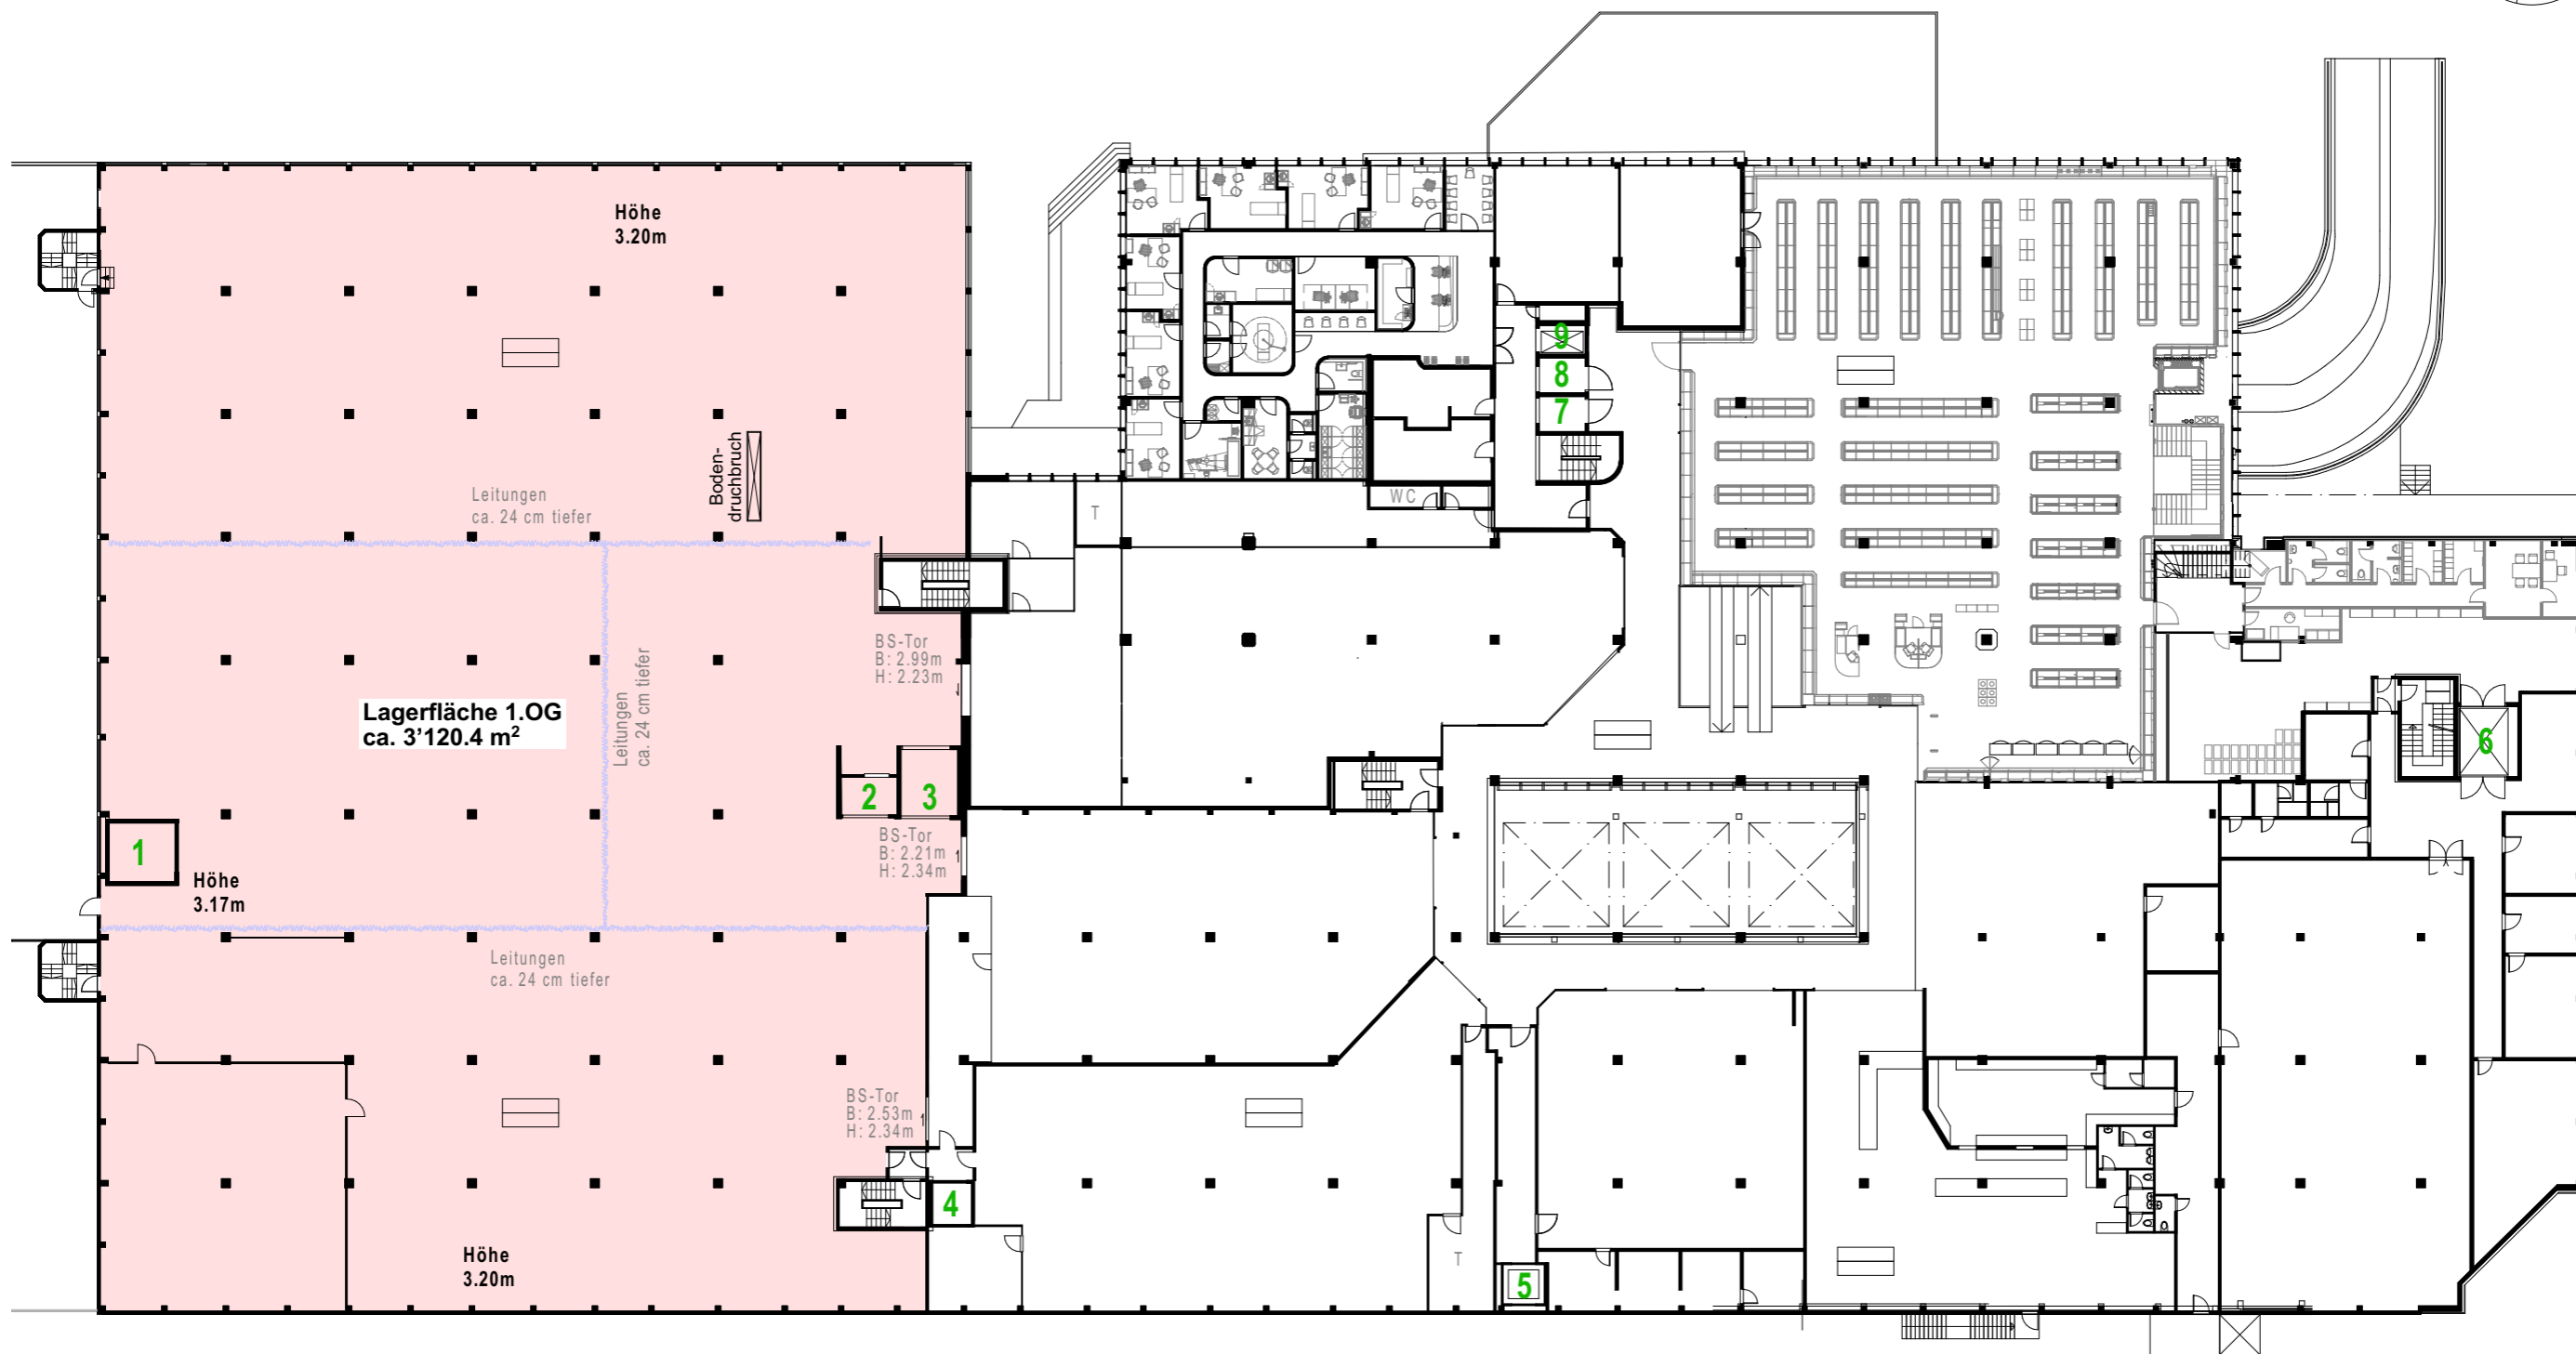 Höhe
3.20m
9
8
7
Boden-
druchbruch
Leitungen
ca. 24 cm tiefer
WC
T
BS-Tor
B: 2.99m
H: 2.23m
Leitungen
ca. 24 cm tiefer
Lagerfläche 1.OG
ca. 3’120.4 m²
6
2
3
1
BS-Tor
B: 2.21m
H: 2.34m
Höhe
3.17m
Leitungen
ca. 24 cm tiefer
BS-Tor
B: 2.53m
H: 2.34m
4
Höhe
3.20m
T
5